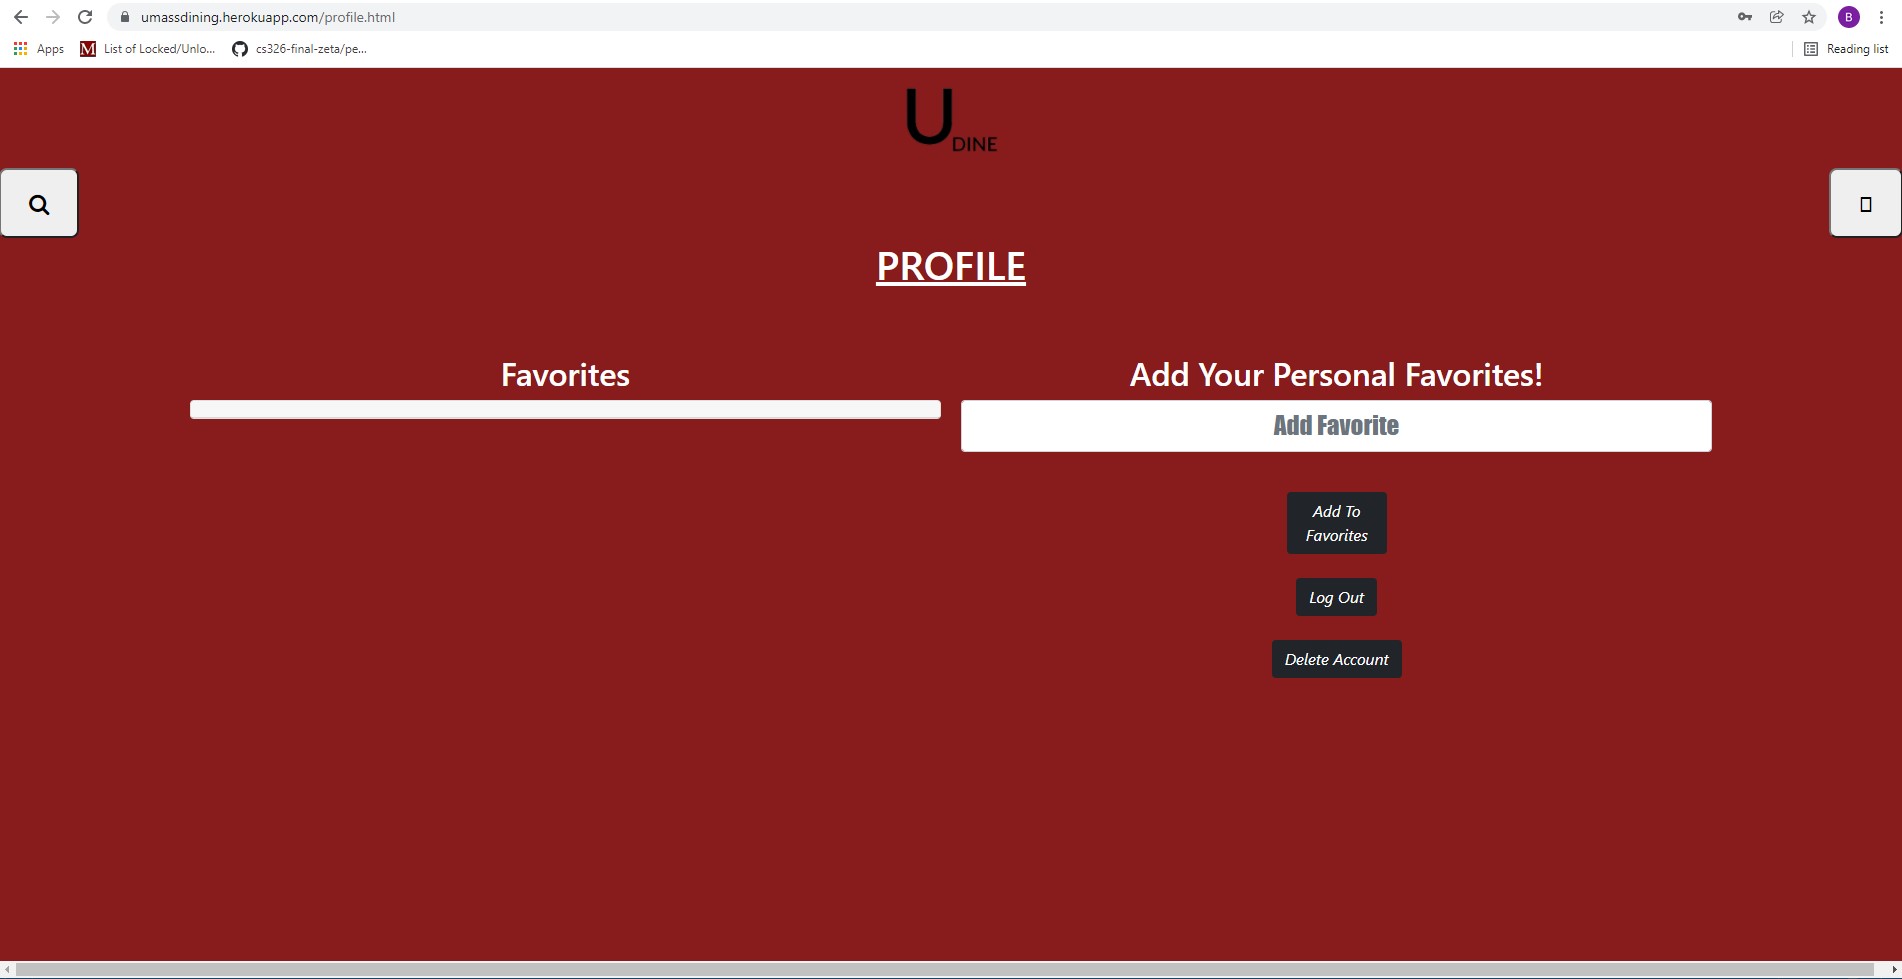 umassdining.herokuapp.com/profile.html
B
Apps
List of Locked/Unlo...
cs326-final-zeta/pe...
Reading list
U
DINE
PROFILE
Favorites
Add Your Personal Favorites!
Add Favorite
Add To
Favorites
Log Out
Delete Account